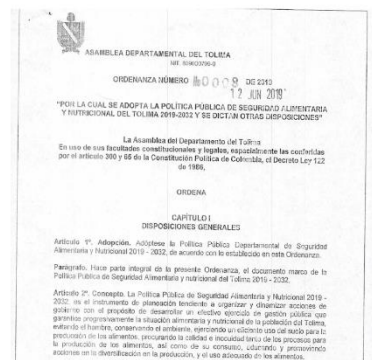 ASAMBLEA DEPARTAMENTAL DEL TOLIMA
NIT.
ORDENANZA NÚMERO 0008 DE 2019
12 JUN 2019
"POR LA CUAL SE ADOPTA LA POLÍTICA PÚBLICA DE SEGURIDAD ALIMENTARIA
Y NUTRICIONAL DEL TOLIMA 2019-2032 Y SE DICTAN OTRAS DISPOSICIONES"
La Asamblea del Departamento del Tolima
En uso de sus facultades constitucionales y legales, especialmente las conferidas
por el artículo 300 y 86 de la Constitución Política de Colombia, el Decreto Ley 122
de 1986,
ORDENA
CAPÍTULO I
DISPOSICIONES GENERALES
Artículo 1º. Adopción. Adóptese la Política Pública Departamental de Seguridad
Alimentaria y Nutricional 2019 - 2032, de acuerdo con lo establecido en esta Ordenanza.
Parágrafo. Hace parte integral de la presente Ordenanza, el documento marco de la
Política Pública de Seguridad Alimentaria y nutricional del Tolima 2019 - 2032.
Artículo 2º. Concepto. La Política Pública de Seguridad Alimentaria y Nutricional 2019 -
2032, es el instrumento de planeación tendiente a organizar y dinamizar acciones de
gobierno con el propósito de desarrollar un efectivo ejercicio de gestión pública que
garantice progresivamente la situación alimentaria y nutricional de la población del Tolima,
evitando el hambre, conservando el ambiente, ejerciendo un eficiente uso del suelo para la
producción de los alimentos, procurando la calidad e inocuidad tanto de los procesos para
la producción de los alimentos, así como de su consumo, educando y promoviendo
acciones en la diversificación en la producción, y el uso adecuado de los alimentos.